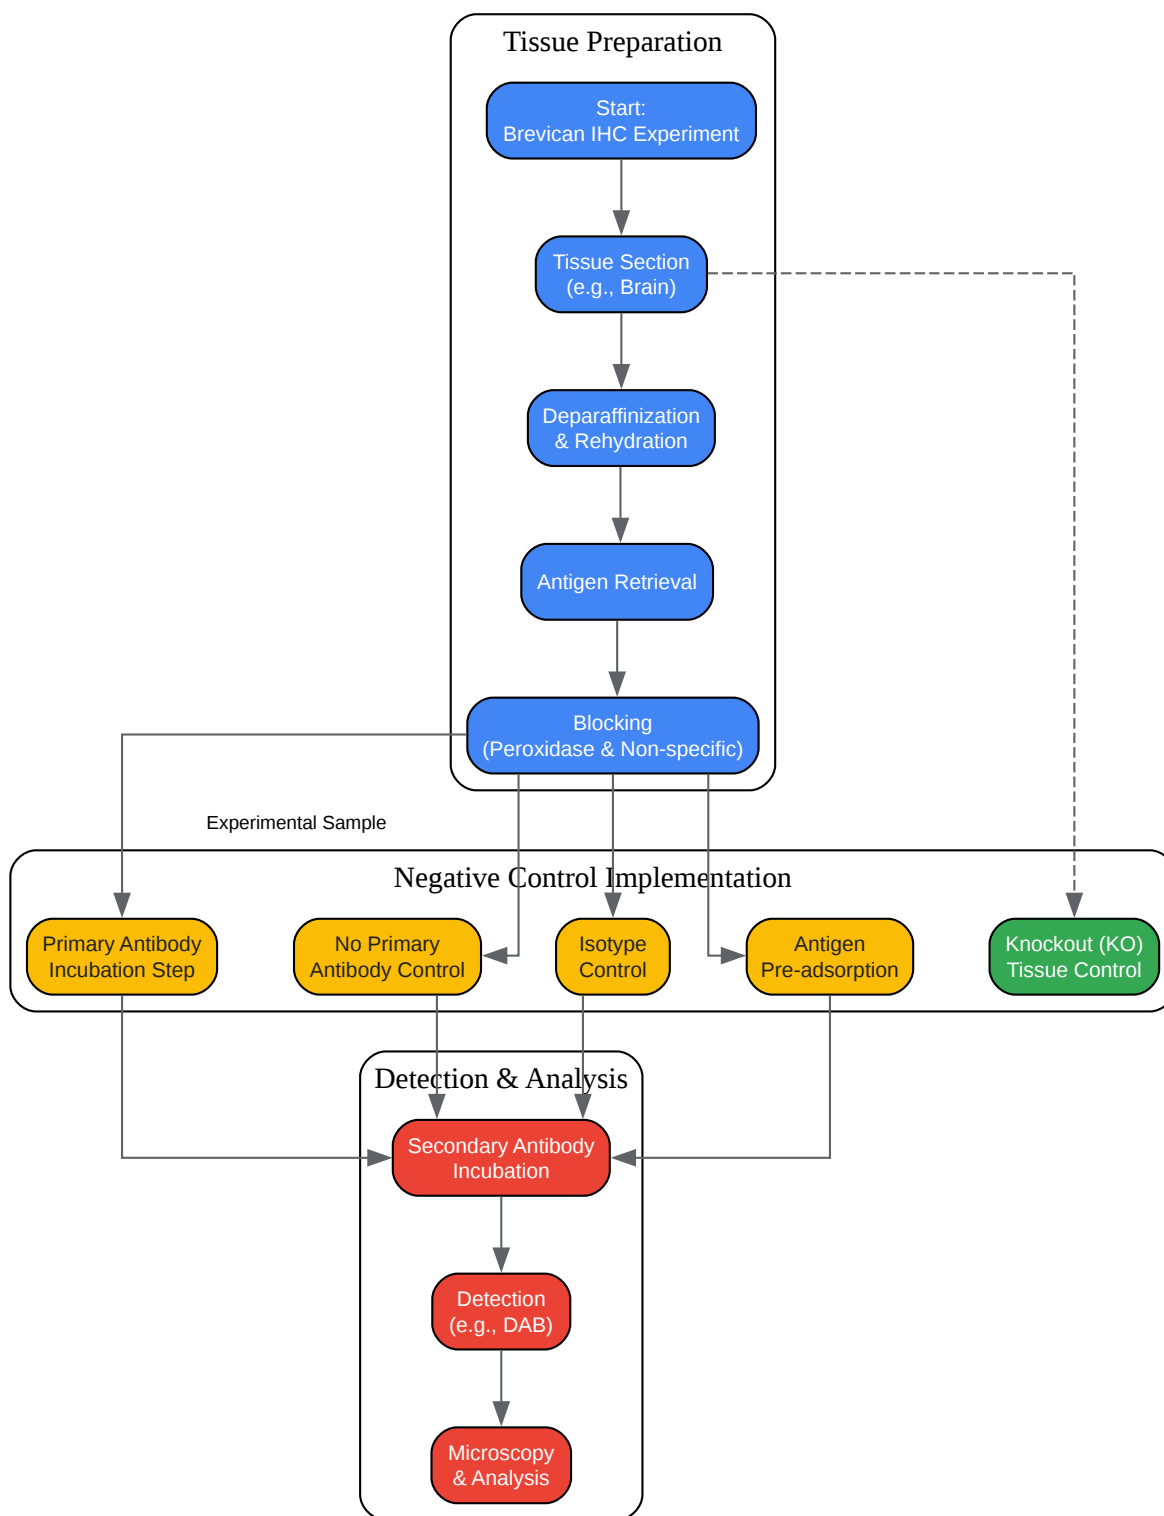 Tissue Preparation
Start:
Brevican IHC Experiment
Tissue Section
(e.g., Brain)
Deparaffinization
& Rehydration
Antigen Retrieval
Blocking
(Peroxidase & Non-specific)
Experimental Sample
Negative Control Implementation
Primary Antibody
Incubation Step
No Primary
Antibody Control
Isotype
Control
Antigen
Pre-adsorption
Knockout (KO)
Tissue Control
Detection & Analysis
Secondary Antibody
Incubation
Detection
(e.g., DAB)
Microscopy
& Analysis